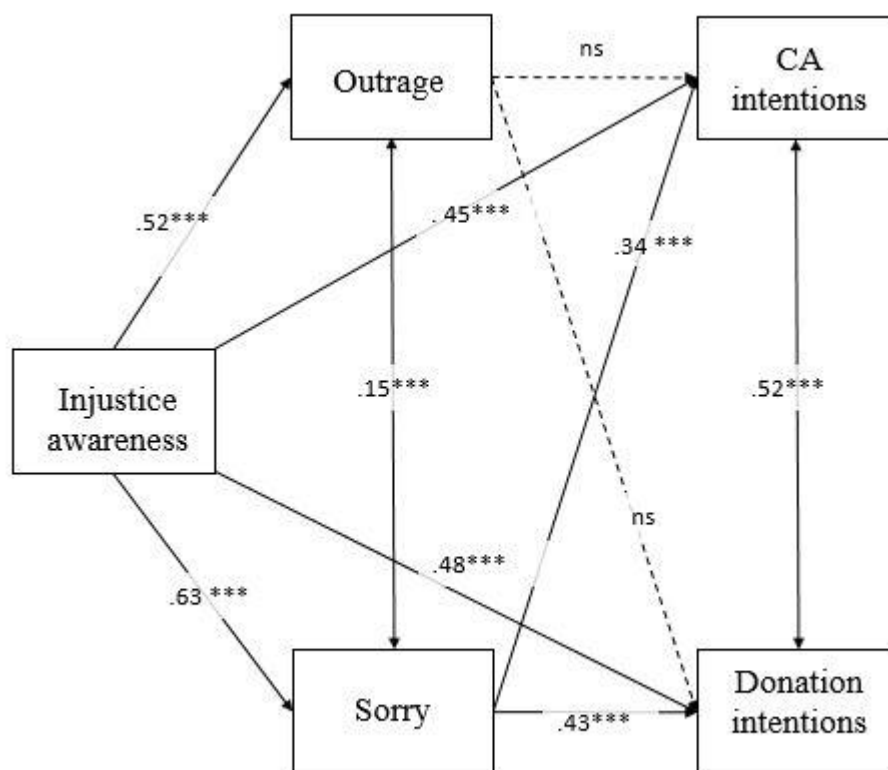 ns
CA
intentions
Outrage
.52***
.45***
.34 ***
Injustice
awareness
.15***
.52***
ns
.48***
.63 ***
Sorry
.43***
Donation
intentions